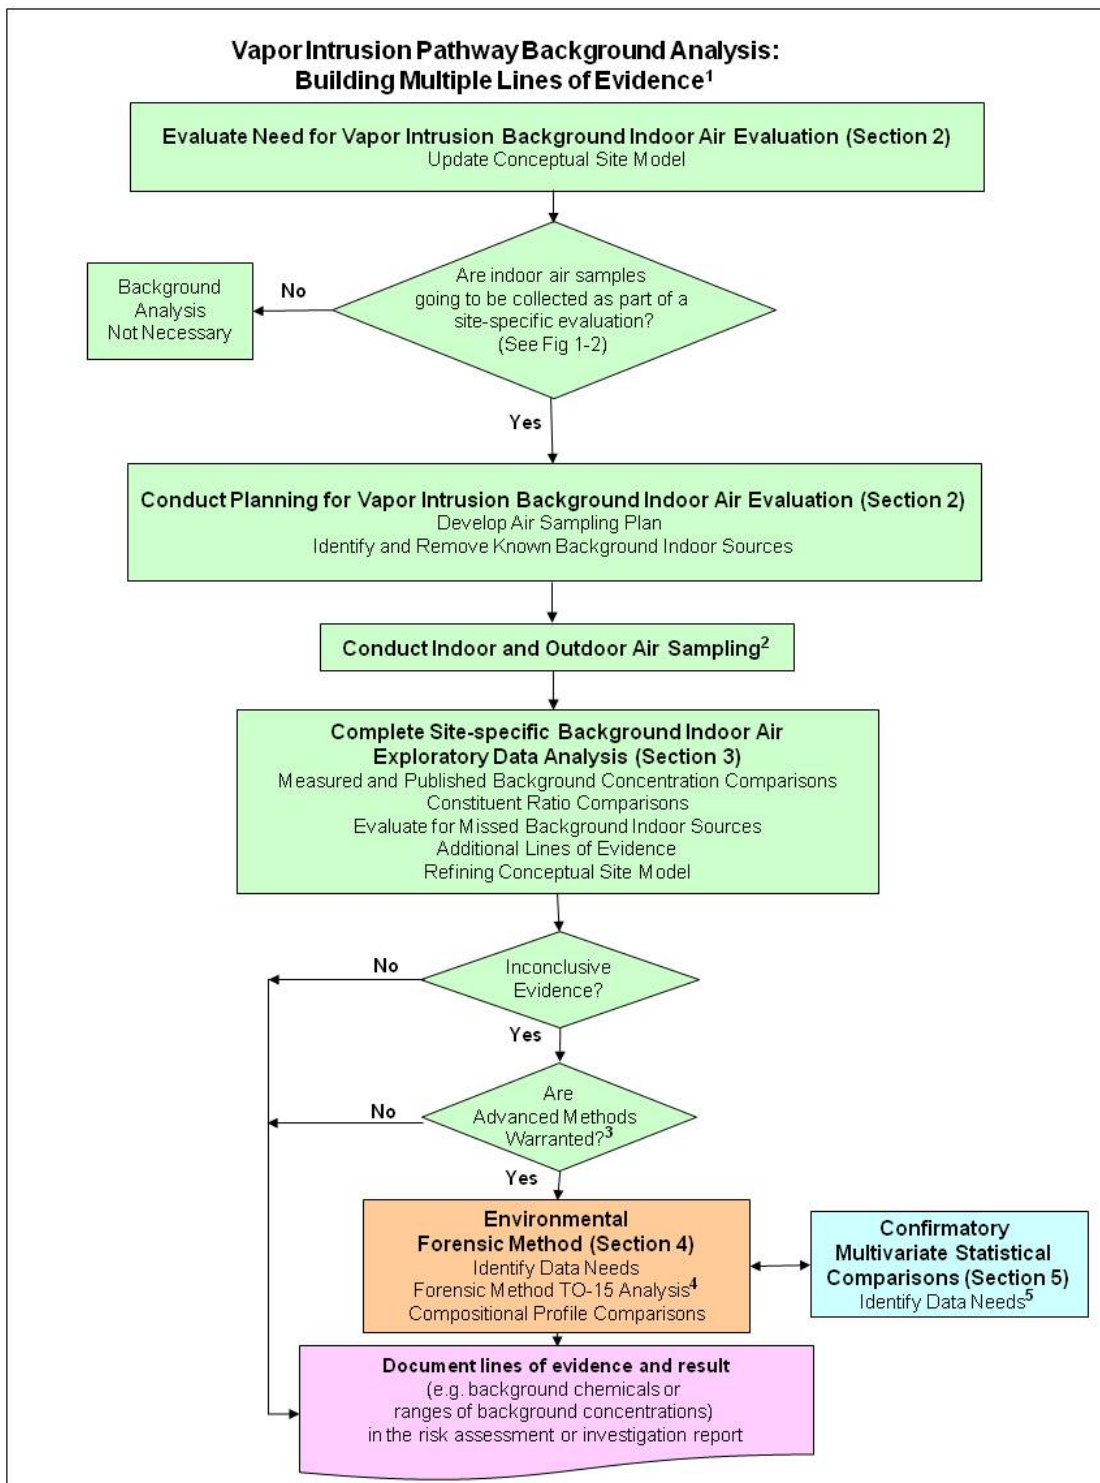 Vapor Intrusion Pathway Background Analysis:
Building Multiple Lines of Evidence¹
Evaluate Need for Vapor Intrusion Background Indoor Air Evaluation (Section 2)
Update Conceptual Site Model
Are indoor air samples
going to be collected as part of a
site-specific evaluation?
(See Fig 1-2)
No
Background
Analysis
Not Necessary
Yes
Conduct Planning for Vapor Intrusion Background Indoor Air Evaluation (Section 2)
Develop Air Sampling Plan
Identify and Remove Known Background Indoor Sources
Conduct Indoor and Outdoor Air Sampling²
Complete Site-specific Background Indoor Air
Exploratory Data Analysis (Section 3)
Measured and Published Background Concentration Comparisons
Constituent Ratio Comparisons
Evaluate for Missed Background Indoor Sources
Additional Lines of Evidence
Refining Conceptual Site Model
No
Inconclusive
Evidence?
Yes
No
Are
Advanced Methods
Warranted?³
Yes
Environmental
Forensic Method (Section 4)
Identify Data Needs
Forensic Method TO-15 Analysis⁴
Compositional Profile Comparisons
Confirmatory
Multivariate Statistical
Comparisons (Section 5)
Identify Data Needs⁵
Document lines of evidence and result
(e.g. background chemicals or
ranges of background concentrations)
in the risk assessment or investigation report